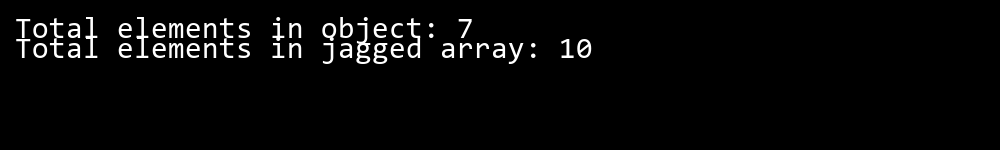 Total elements in object: 7
Total elements in jagged array: 10